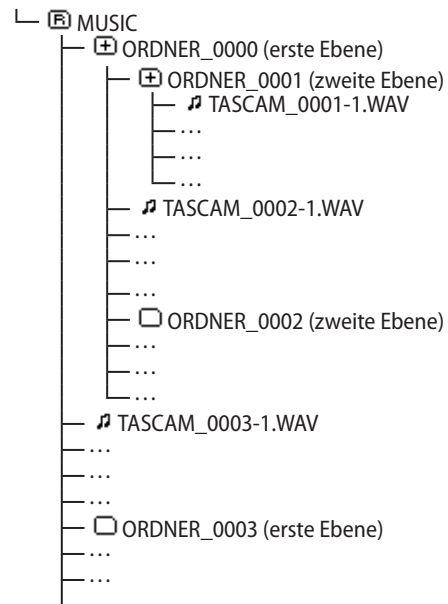 R MUSIC
ORDNER_0000 (erste Ebene)
ORDNER_0001 (zweite Ebene)
TASCAM_0001-1.WAV
...
...
...
TASCAM_0002-1.WAV
...
...
...
ORDNER_0002 (zweite Ebene)
...
...
...
TASCAM_0003-1.WAV
...
...
...
ORDNER_0003 (erste Ebene)
...
...